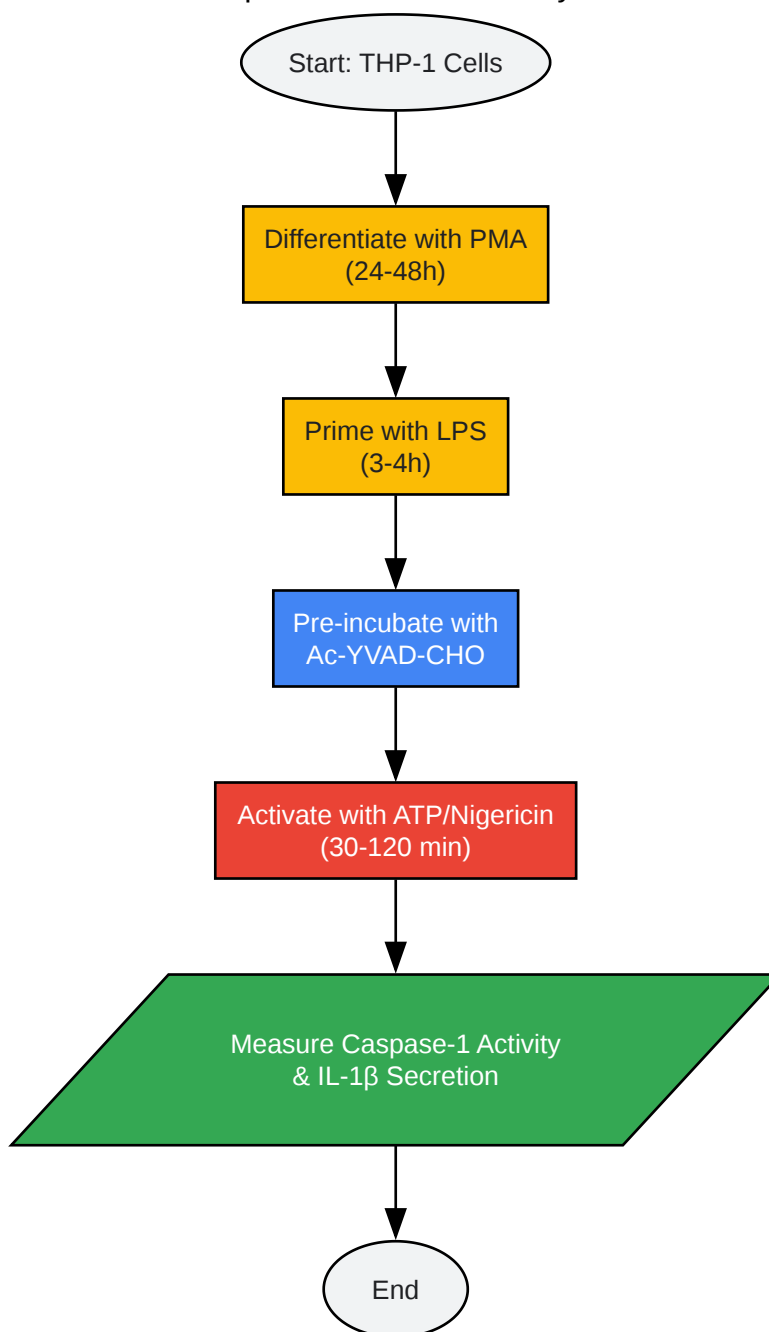 Start: THP-1 Cells
Differentiate with PMA
(24-48h)
Prime with LPS
(3-4h)
Pre-incubate with
Ac-YVAD-CHO
Activate with ATP/Nigericin
(30-120 min)
Measure Caspase-1 Activity
& IL-1β Secretion
End